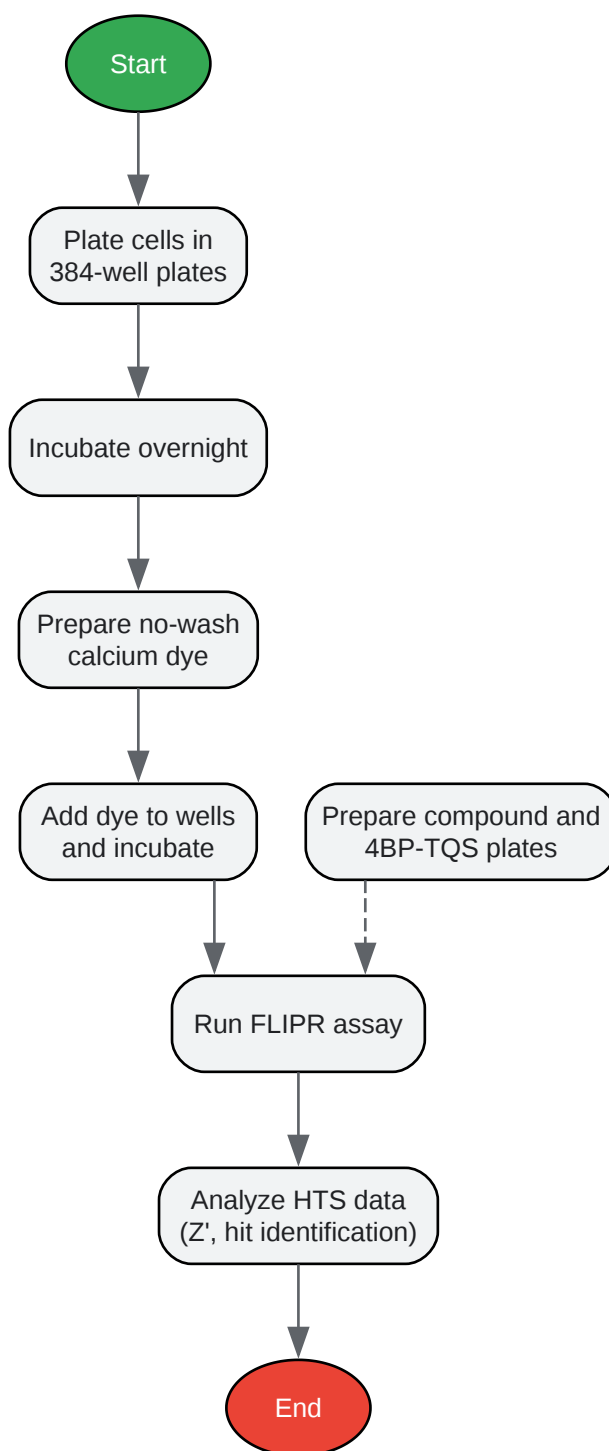 Start
Plate cells in
384-well plates
Incubate overnight
Prepare no-wash
calcium dye
Add dye to wells
and incubate
Prepare compound and
4BP-TQS plates
Run FLIPR assay
Analyze HTS data
(Z', hit identification)
End